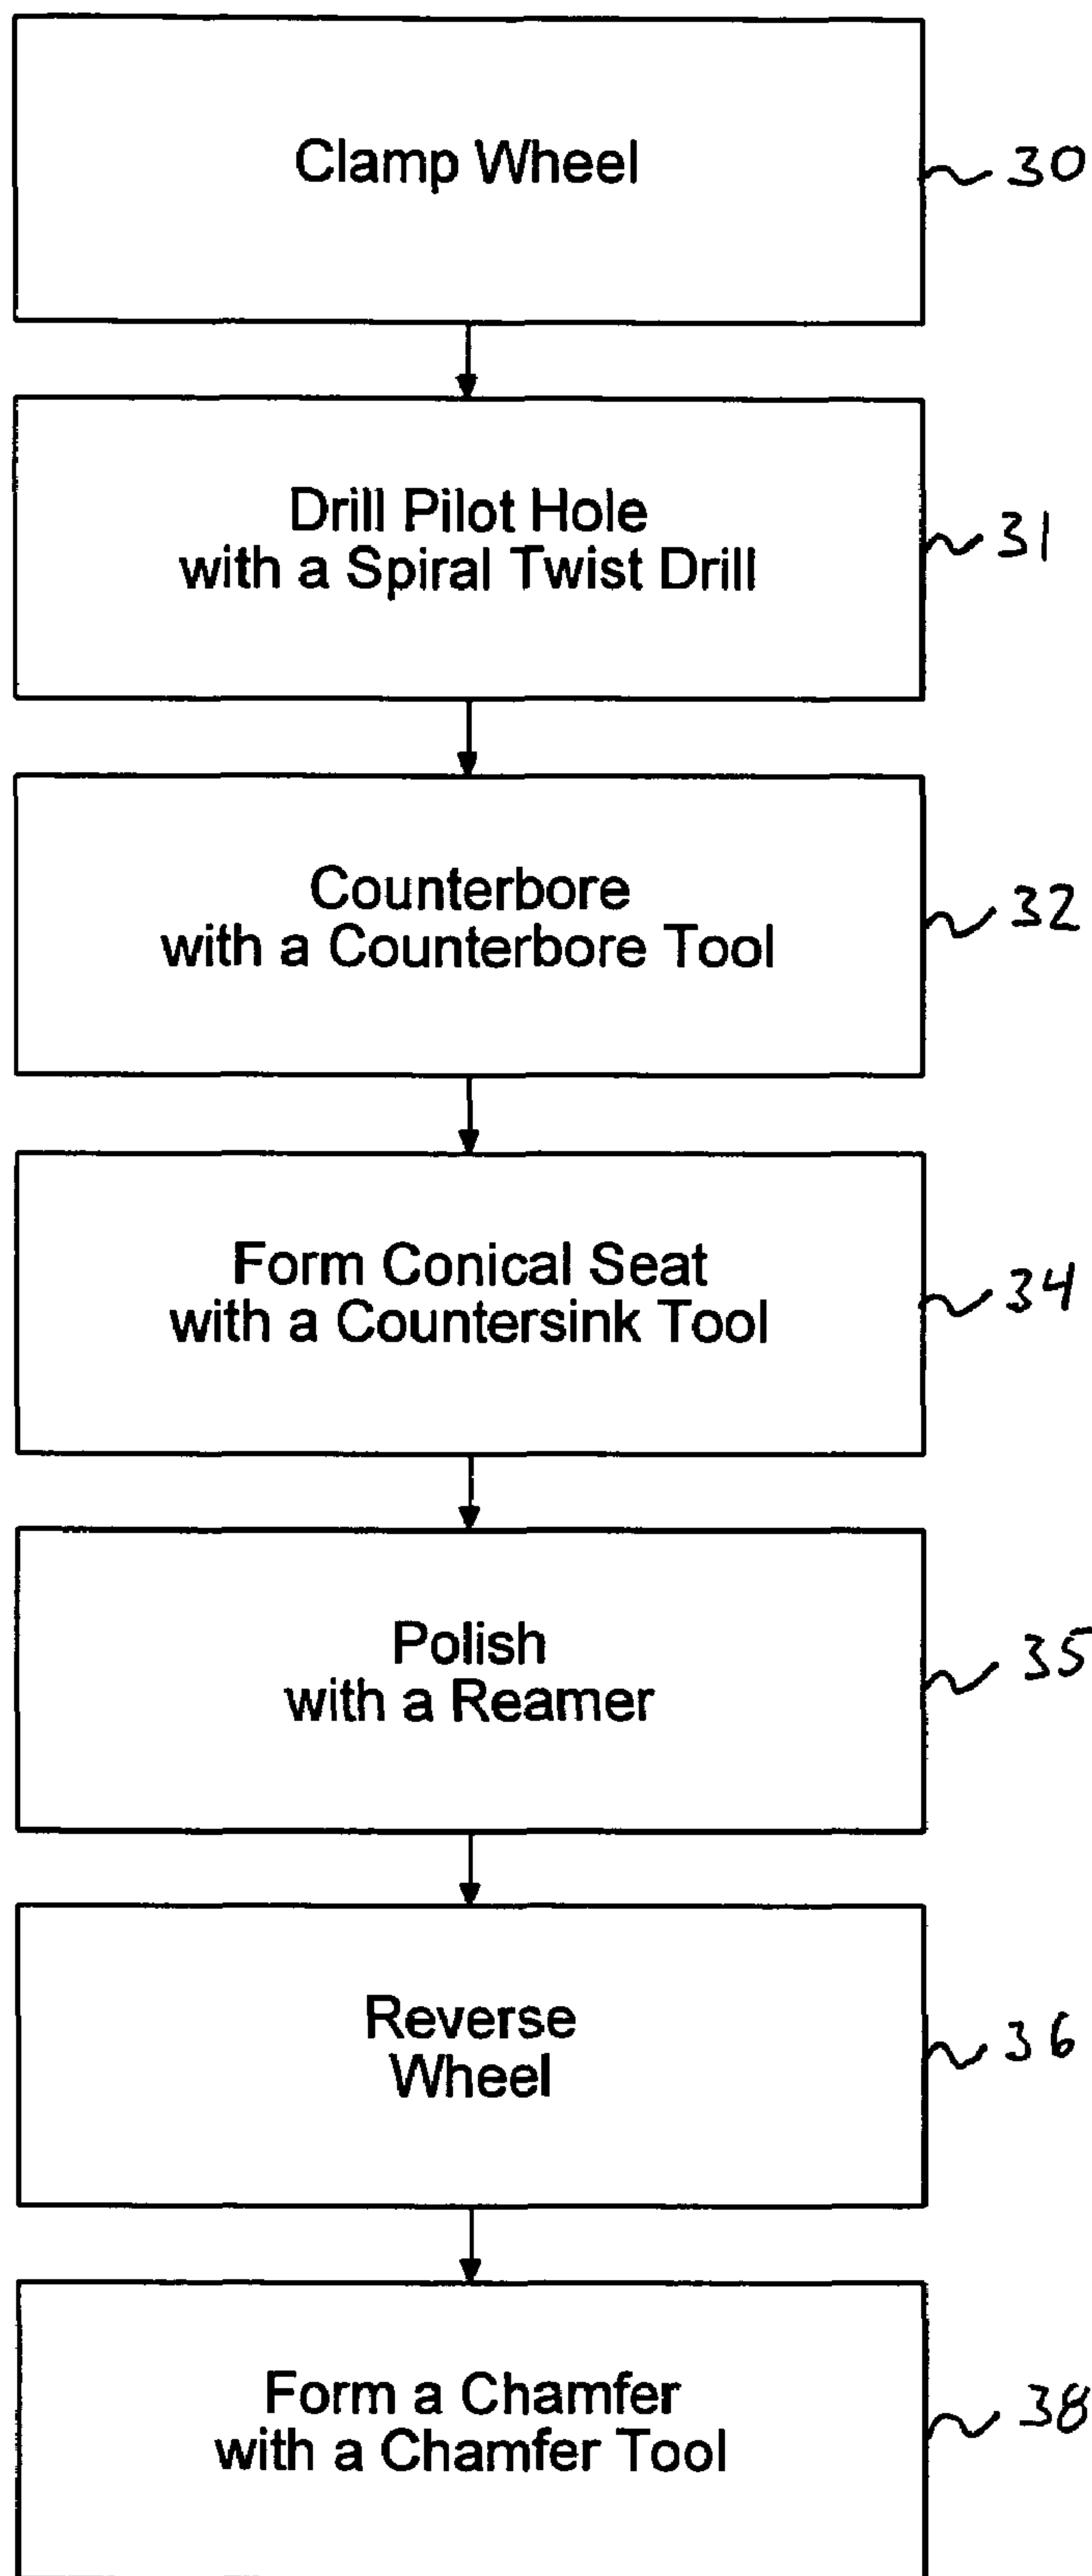 Clamp Wheel
30
Drill Pilot Hole
with a Spiral Twist Drill
31
Counterbore
with a Counterbore Tool
32
Form Conical Seat
with a Countersink Tool
34
Polish
with a Reamer
35
Reverse
Wheel
36
Form a Chamfer
with a Chamfer Tool
38